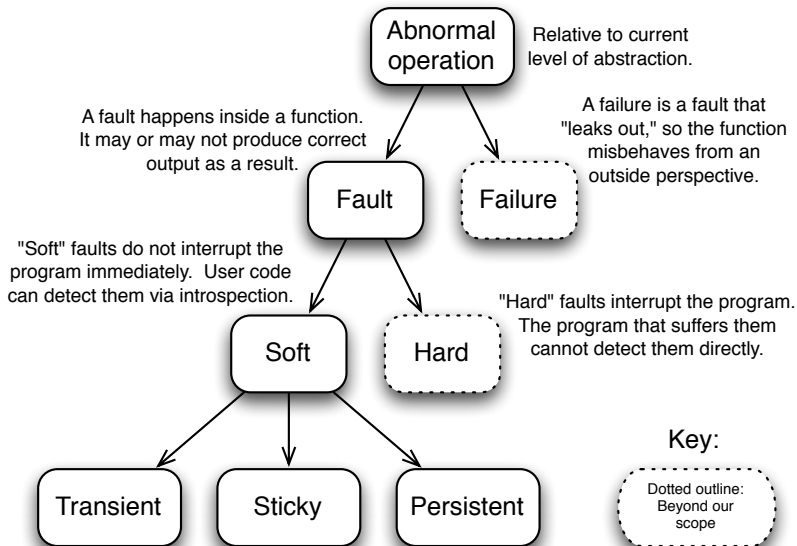 Abnormal
operation
Relative to current
level of abstraction.
A fault happens inside a function.
It may or may not produce correct
output as a result.
A failure is a fault that
"leaks out," so the function
misbehaves from an
outside perspective.
Fault
Failure
"Soft" faults do not interrupt the
program immediately. User code
can detect them via introspection.
"Hard" faults interrupt the program.
The program that suffers them
cannot detect them directly.
Soft
Hard
Key:
Transient
Sticky
Persistent
Dotted outline:
Beyond our
scope